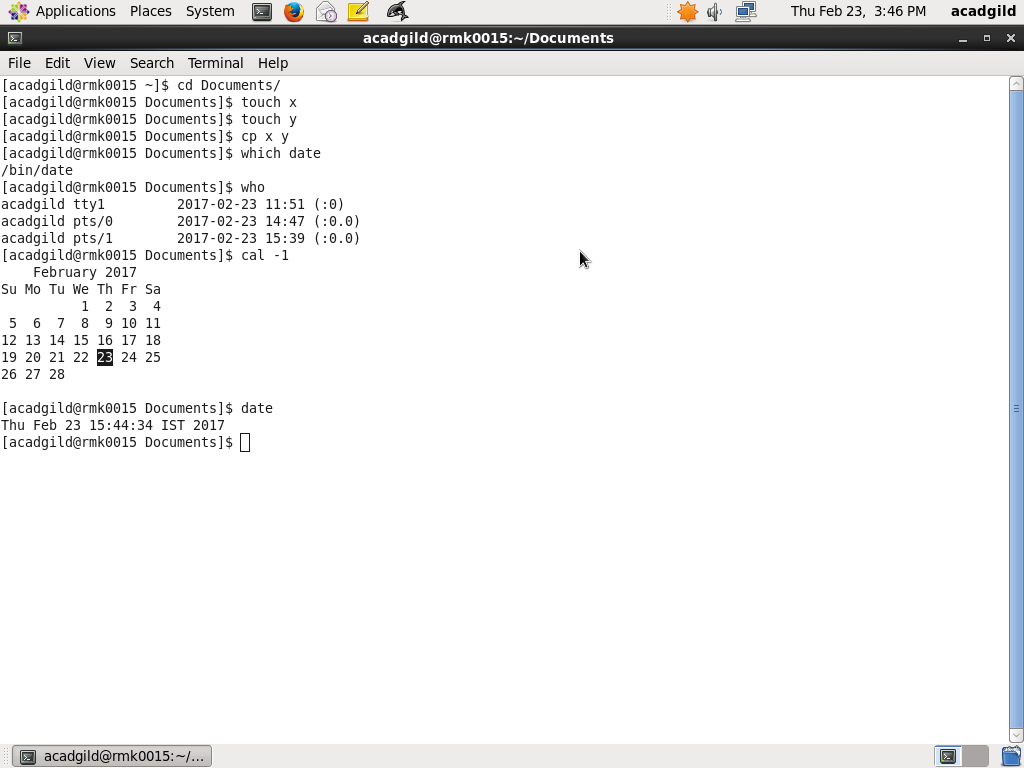 Applications Places System Thu Feb 23, 3:46 PM acadgild
acadgild@rmk0015:~/Documents
File Edit View Search Terminal Help
[acadgild@rmk0015 ~]$ cd Documents/
[acadgild@rmk0015 Documents]$ touch x
[acadgild@rmk0015 Documents]$ touch y
[acadgild@rmk0015 Documents]$ cp x y
[acadgild@rmk0015 Documents]$ which date
/bin/date
[acadgild@rmk0015 Documents]$ who
acadgild tty1         2017-02-23 11:51 (:0)
acadgild pts/0        2017-02-23 14:47 (:0.0)
acadgild pts/1        2017-02-23 15:39 (:0.0)
[acadgild@rmk0015 Documents]$ cal -1
    February 2017
Su Mo Tu We Th Fr Sa
          1  2  3  4
 5  6  7  8  9 10 11
12 13 14 15 16 17 18
19 20 21 22 23 24 25
26 27 28
[acadgild@rmk0015 Documents]$ date
Thu Feb 23 15:44:34 IST 2017
[acadgild@rmk0015 Documents]$
acadgild@rmk0015:~/...